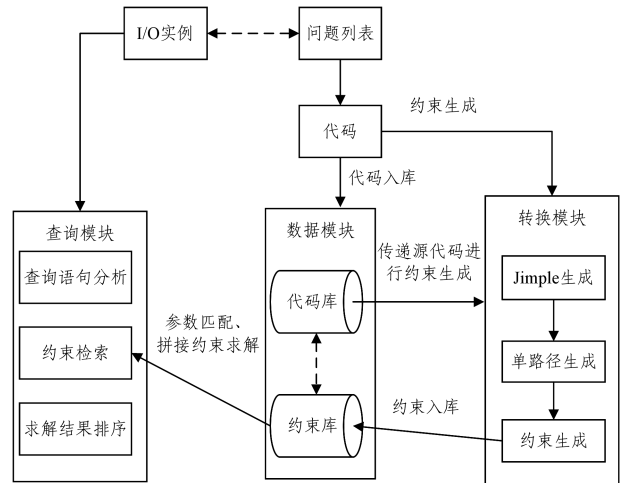 I/O实例
问题列表
代码
约束生成
代码入库
查询模块
查询语句分析
约束检索
求解结果排序
参数匹配、
拼接约束求解
数据模块
代码库
约束库
传递源代码进
行约束生成
约束入库
转换模块
Jimple生成
单路径生成
约束生成